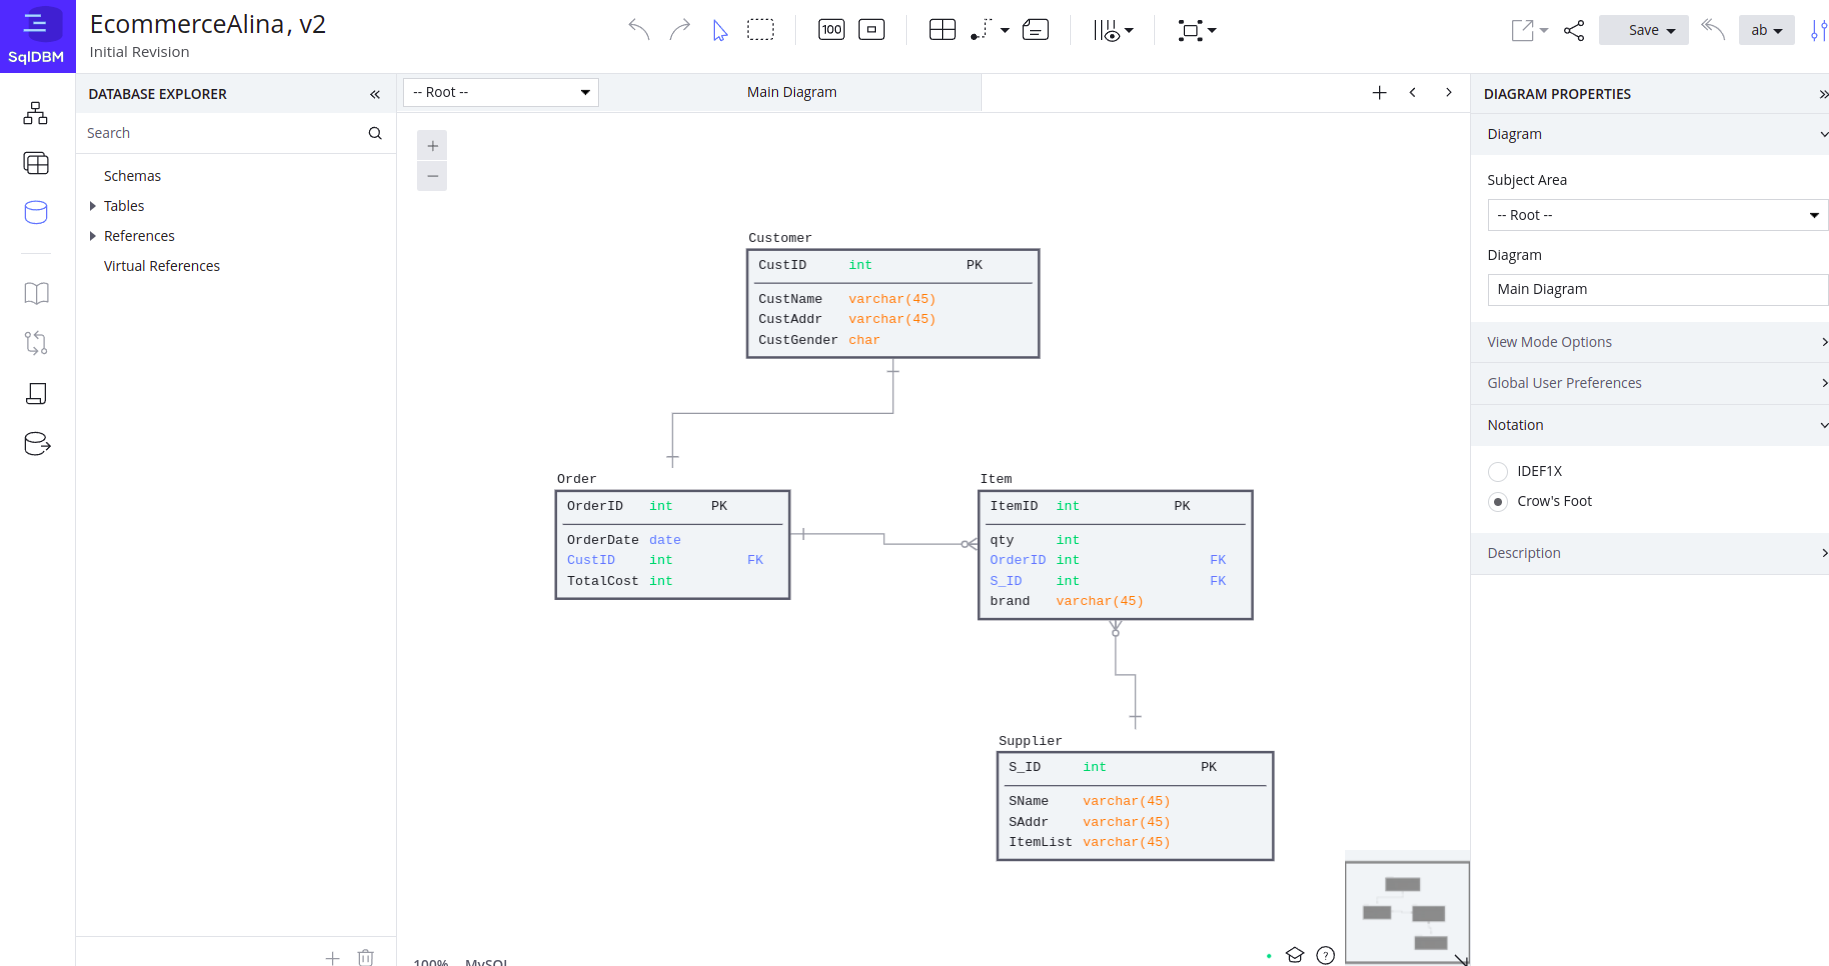 EcommerceAlina, v2
Initial Revision
SqlDBM
100
Save
ab
DATABASE EXPLORER
Search
Schemas
Tables
References
Virtual References
-- Root --
Main Diagram
Customer
CustID int PK
CustName varchar(45)
CustAddr varchar(45)
CustGender char
Order
OrderID int PK
OrderDate date
CustID int FK
TotalCost int
Item
ItemID int PK
qty int
OrderID int FK
S_ID int FK
brand varchar(45)
Supplier
S_ID int PK
SName varchar(45)
SAddr varchar(45)
ItemList varchar(45)
100% MySQL
?
DIAGRAM PROPERTIES
Diagram
Subject Area
-- Root --
Diagram
Main Diagram
View Mode Options
Global User Preferences
Notation
IDEF1X
Crow's Foot
Description